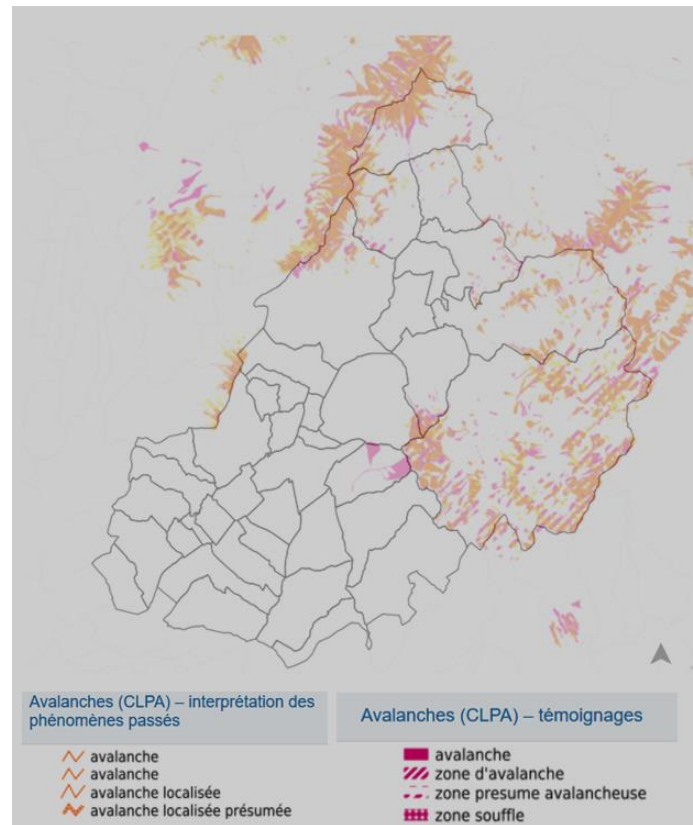 Avalanches (CLPA) – interprétation des
phénomènes passés
avalanche
avalanche
avalanche localisée
avalanche localisée présumée
Avalanches (CLPA) – témoignages
avalanche
zone d'avalanche
zone presume avalancheuse
zone souffle